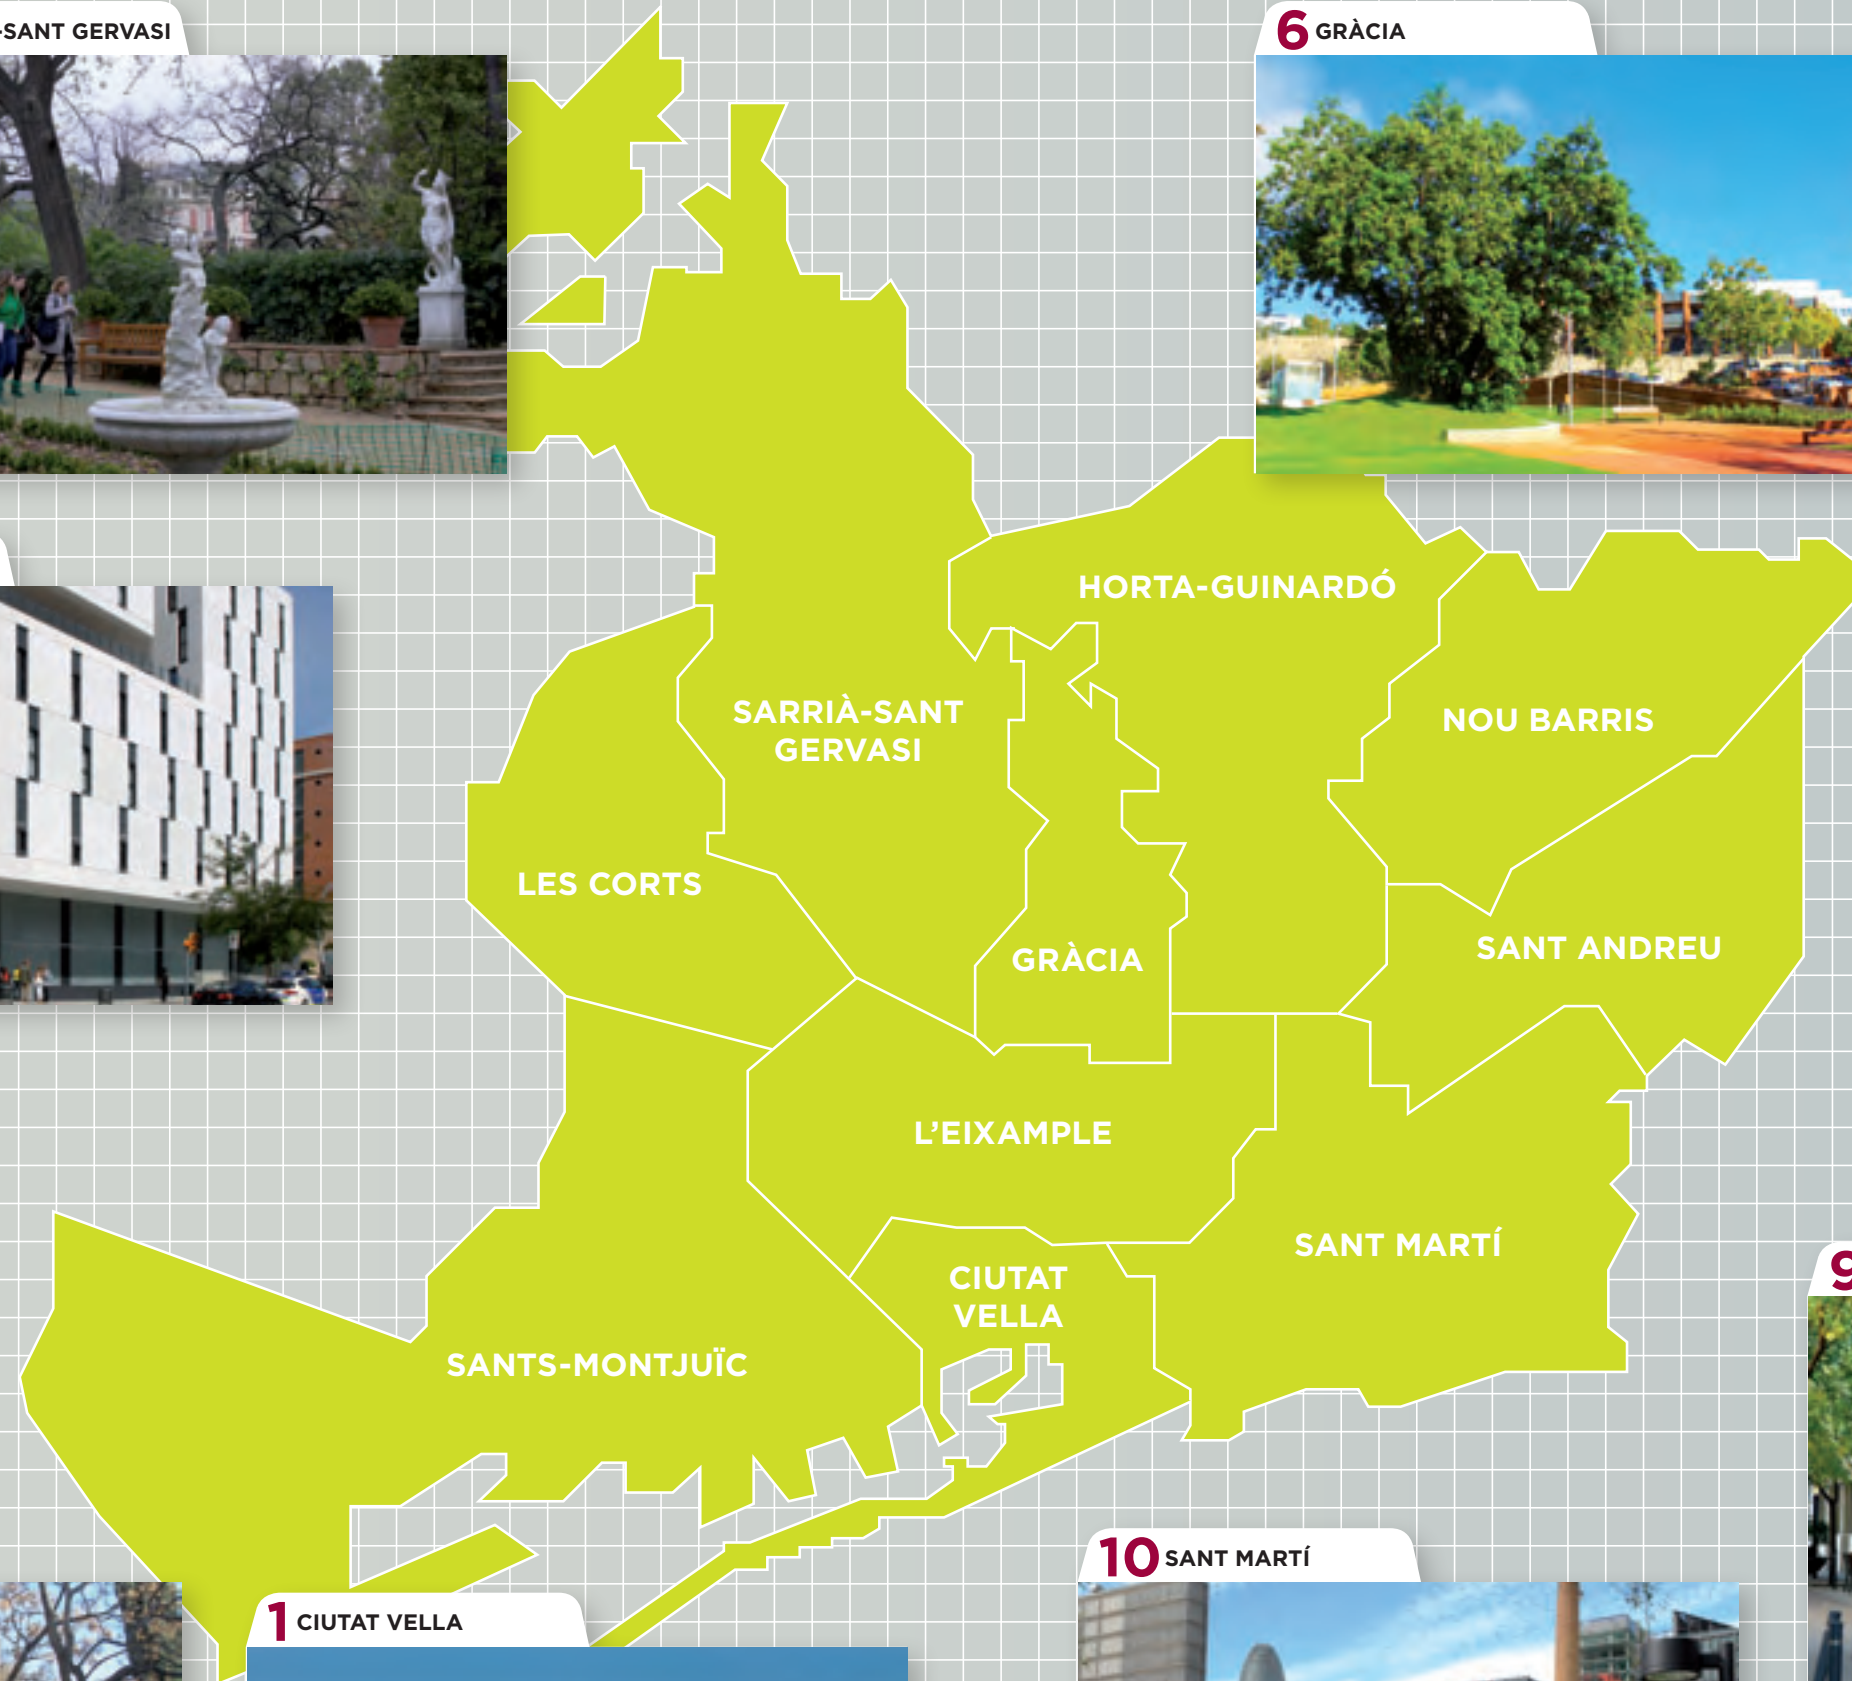 -SANT GERVASI
6 GRÀCIA
HORTA-GUINARDÓ
SARRIÀ-SANT
GERVASI
NOU BARRIS
LES CORTS
SANT ANDREU
GRÀCIA
L'EIXAMPLE
SANT MARTÍ
CIUTAT
VELLA
SANTS-MONTJUÏC
9
10 SANT MARTÍ
1 CIUTAT VELLA